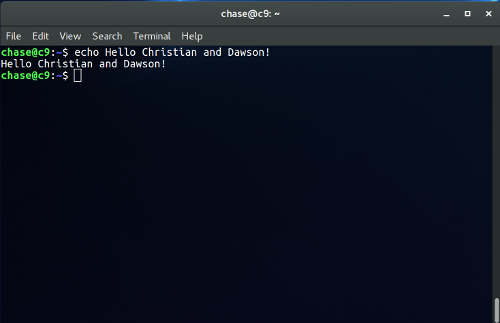 chase@c9: ~
File Edit View Search Terminal Help
chase@c9:~$ echo Hello Christian and Dawson!
Hello Christian and Dawson!
chase@c9:~$